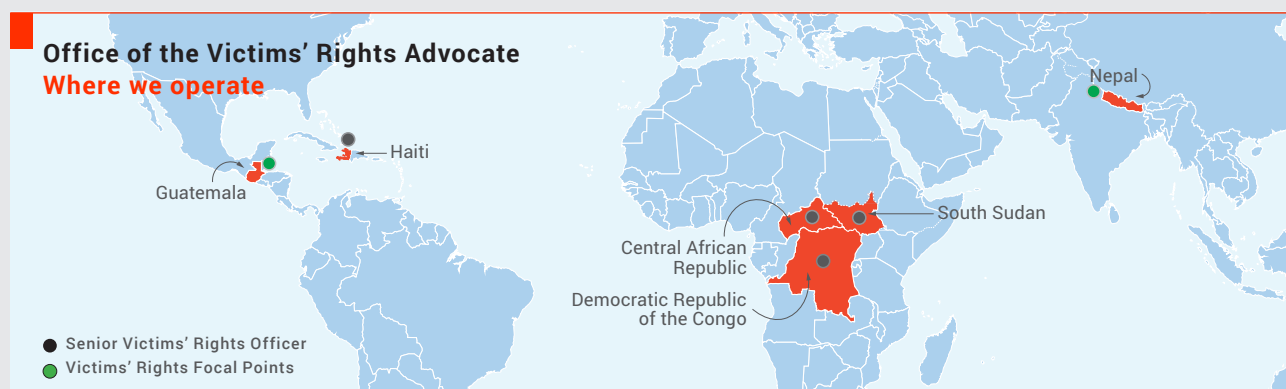 Office of the Victims’ Rights Advocate
Where we operate
Nepal
Haiti
Guatemala
South Sudan
Central African
Republic
Democratic Republic
of the Congo
Senior Victims’ Rights Officer
Victims’ Rights Focal Points